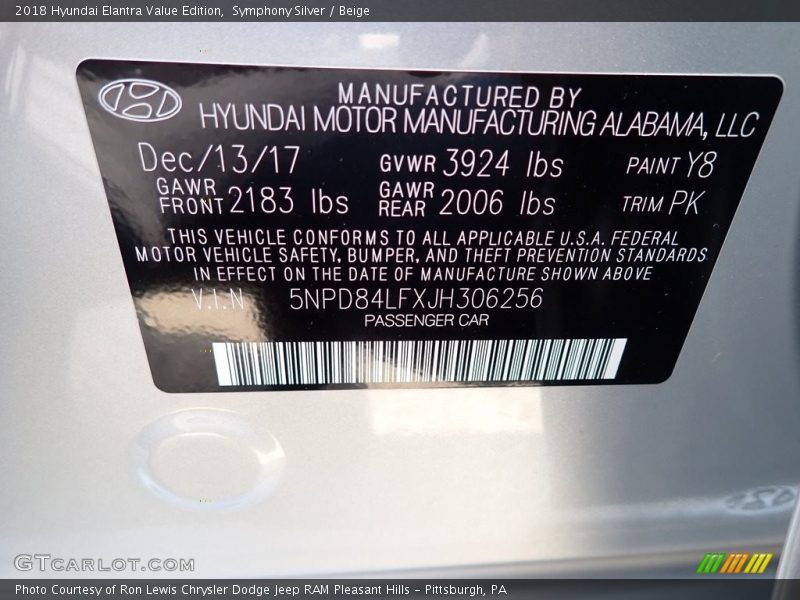 2018 Hyundai Elantra Value Edition, Symphony Silver / Beige
MANUFACTURED BY
HYUNDAI MOTOR MANUFACTURING ALABAMA, LLC
Dec/13/17 GVWR 3924 lbs PAINT Y8
GAWR FRONT 2183 lbs GAWR REAR 2006 lbs TRIM PK
THIS VEHICLE CONFORMS TO ALL APPLICABLE U.S.A. FEDERAL
MOTOR VEHICLE SAFETY, BUMPER, AND THEFT PREVENTION STANDARDS
IN EFFECT ON THE DATE OF MANUFACTURE SHOWN ABOVE
V.I.N 5NPD84LFXJH306256
PASSENGER CAR
GTCARLOT.COM
Photo Courtesy of Ron Lewis Chrysler Dodge Jeep RAM Pleasant Hills - Pittsburgh, PA